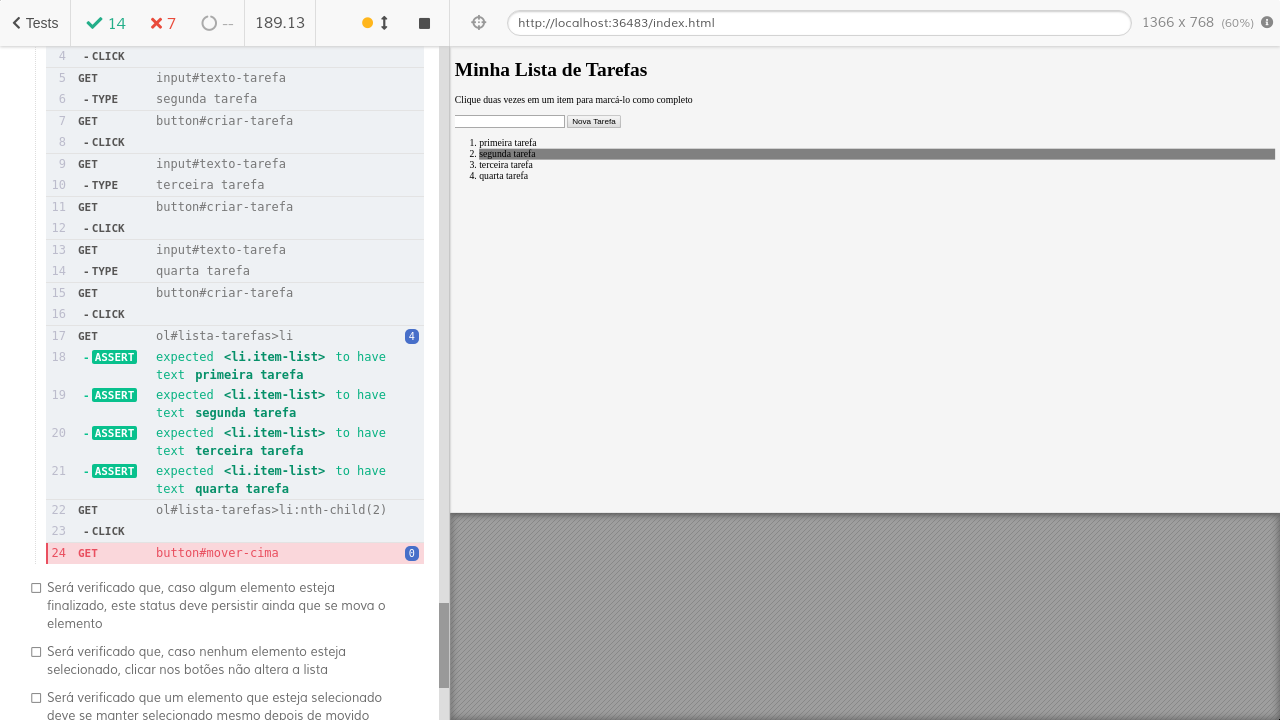 Tests 14 7 -- 189.13
http://localhost:36483/index.html 1366 x 768 (60%)
4 - CLICK
5 GET input#texto-tarefa
6 - TYPE segunda tarefa
7 GET button#criar-tarefa
8 - CLICK
9 GET input#texto-tarefa
10 - TYPE terceira tarefa
11 GET button#criar-tarefa
12 - CLICK
13 GET input#texto-tarefa
14 - TYPE quarta tarefa
15 GET button#criar-tarefa
16 - CLICK
17 GET ol#lista-tarefas>li 4
18 - ASSERT expected <li.item-list> to have
text primeira tarefa
19 - ASSERT expected <li.item-list> to have
text segunda tarefa
20 - ASSERT expected <li.item-list> to have
text terceira tarefa
21 - ASSERT expected <li.item-list> to have
text quarta tarefa
22 GET ol#lista-tarefas>li:nth-child(2)
23 - CLICK
24 GET button#mover-cima 0
Será verificado que, caso algum elemento esteja
finalizado, este status deve persistir ainda que se mova o
elemento
Será verificado que, caso nenhum elemento esteja
selecionado, clicar nos botões não altera a lista
Será verificado que um elemento que esteja selecionado
deve se manter selecionado mesmo depois de movido
Minha Lista de Tarefas
Clique duas vezes em um item para marcá-lo como completo
Nova Tarefa
1. primeira tarefa
2. segunda tarefa
3. terceira tarefa
4. quarta tarefa